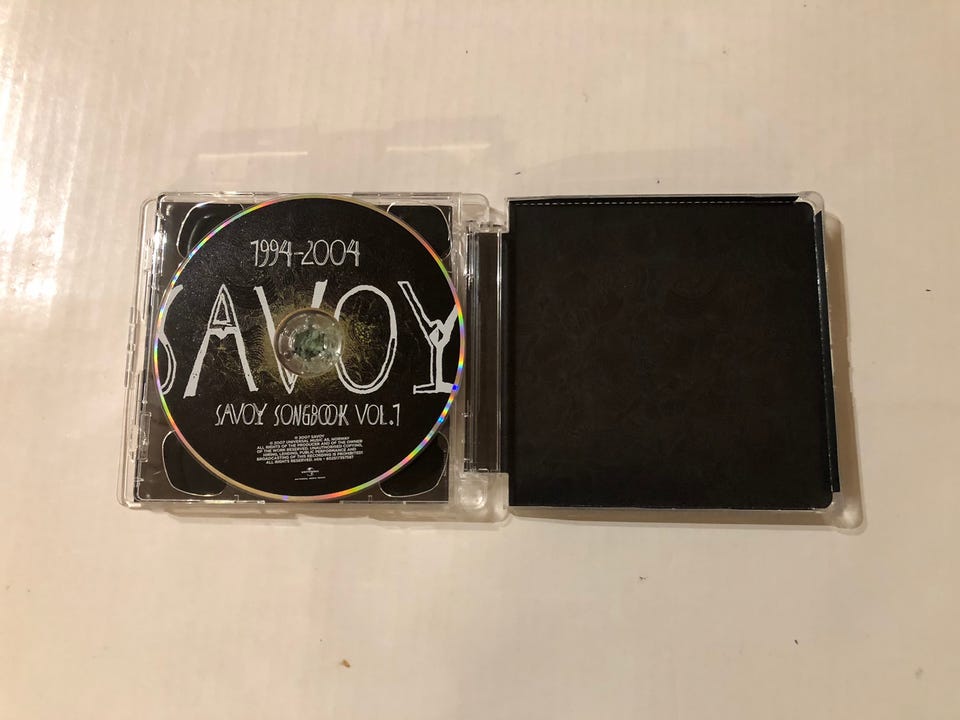 1994-2004
SAVOY
SAVOY SONGBOOK VOL.1
℗ 2007 SAVOY
© 2007 UNIVERSAL MUSIC AS, NORWAY
ALL RIGHTS OF THE PRODUCER AND OF THE OWNER
OF THE WORK RESERVED. UNAUTHORISED COPYING,
HIRING, LENDING, PUBLIC PERFORMANCE AND
BROADCASTING OF THIS RECORDING IS PROHIBITED!
ALL RIGHTS RESERVED.